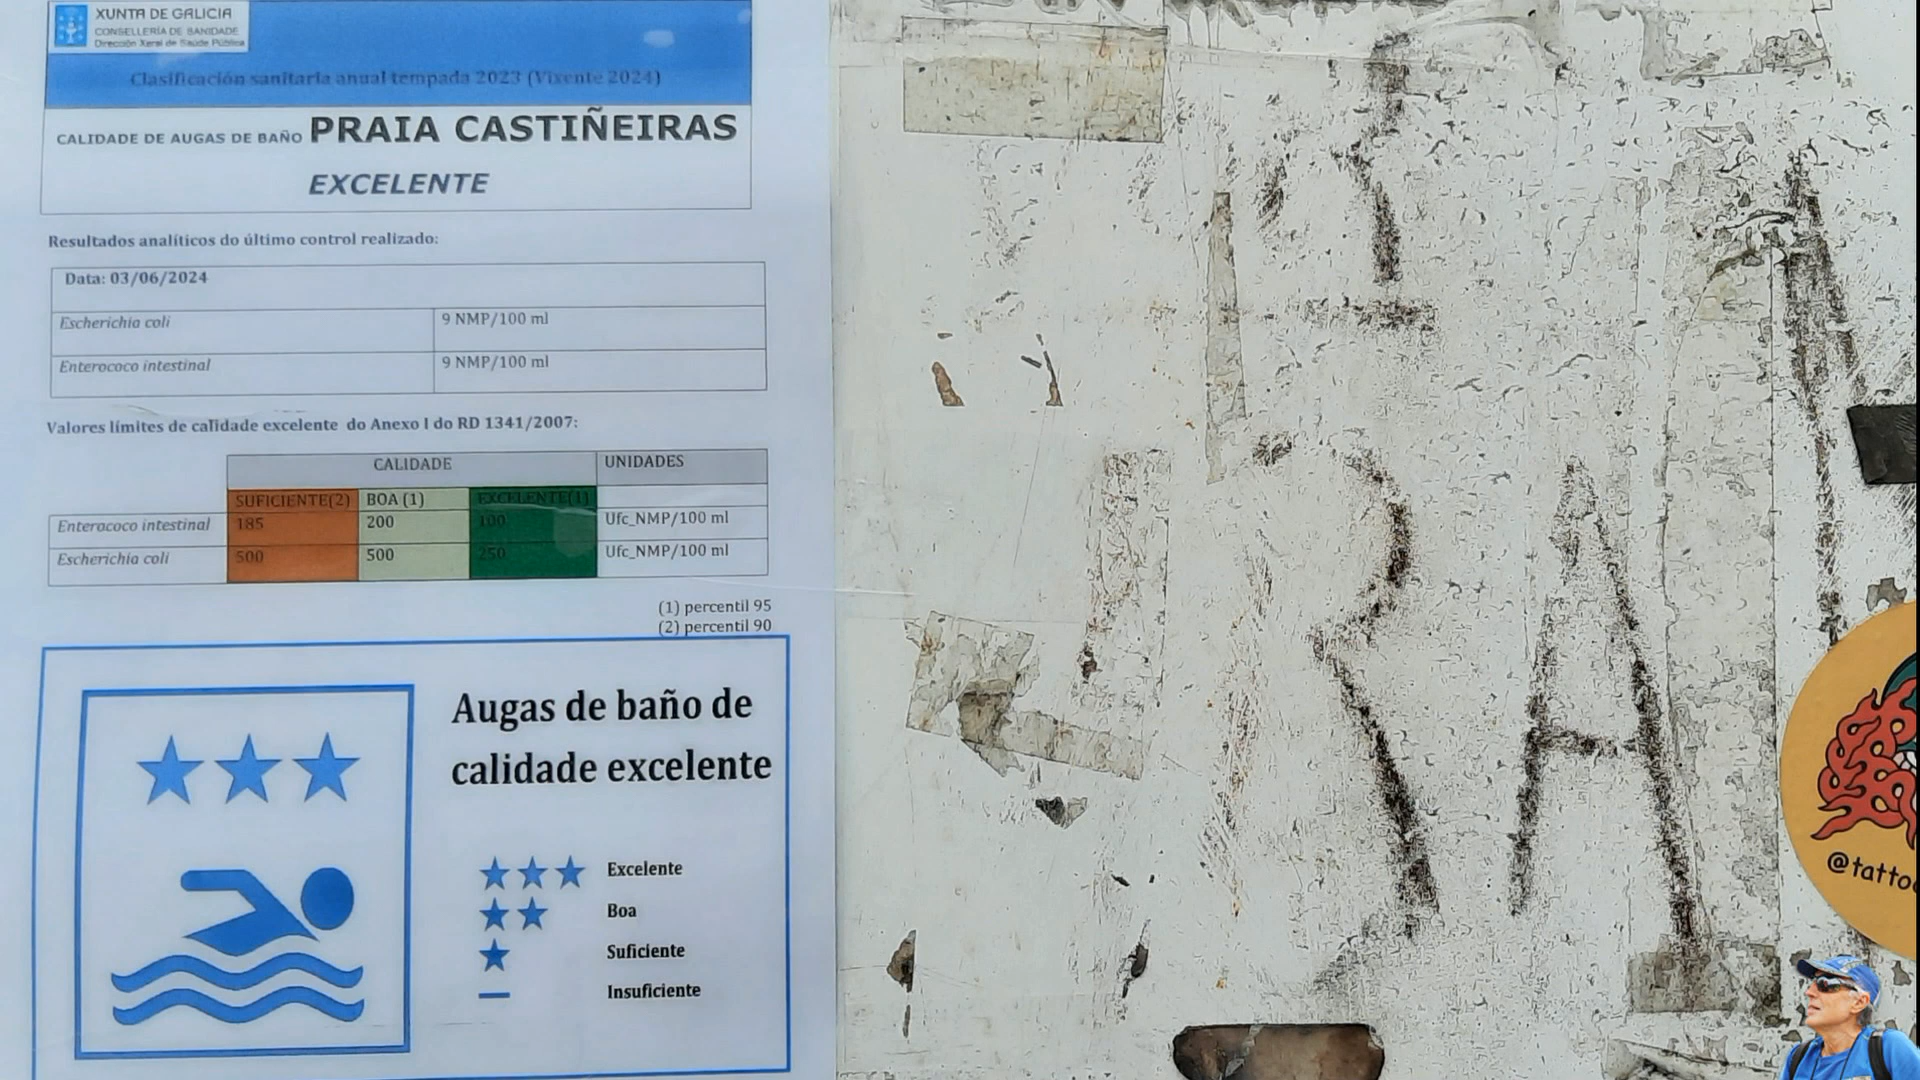 XUNTA DE GALICIA
CONSELLERÍA DE SANIDADE
Dirección Xeral de Saúde Pública
Clasificación sanitaria anual tempada 2023 (Vixente 2024)
CALIDADE DE AUGAS DE BAÑO PRAIA CASTIÑEIRAS
EXCELENTE
Resultados analíticos do último control realizado:
Data: 03/06/2024
Escherichia coli 9 NMP/100 ml
Enterococo intestinal 9 NMP/100 ml
Valores límites de calidade excelente do Anexo I do RD 1341/2007:
CALIDADE UNIDADES
SUFICIENTE(2) BOA (1) EXCELENTE(1)
Enterococo intestinal 185 200 100 Ufc_NMP/100 ml
Escherichia coli 500 500 250 Ufc_NMP/100 ml
(1) percentil 95
(2) percentil 90
Augas de baño de
calidade excelente
Excelente
Boa
Suficiente
Insuficiente
RA